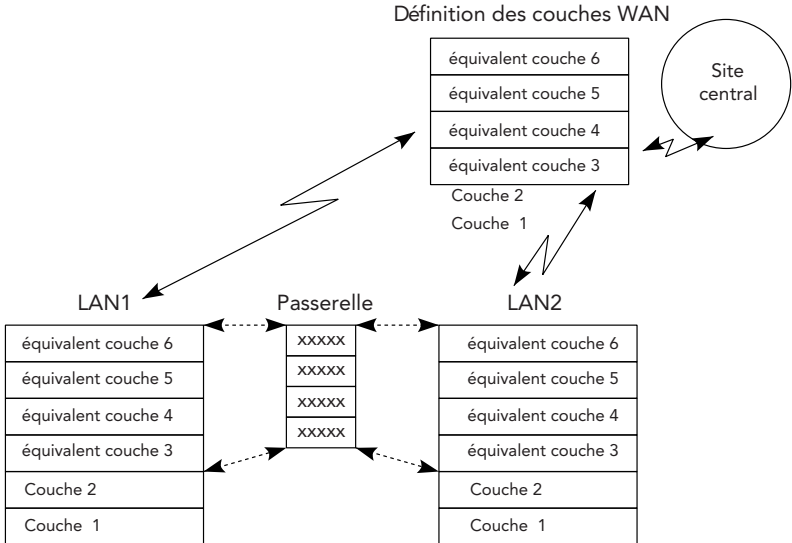 Définition des couches WAN
équivalent couche 6
équivalent couche 5
équivalent couche 4
équivalent couche 3
Couche 2
Couche 1
Site
central
LAN1
équivalent couche 6
équivalent couche 5
équivalent couche 4
équivalent couche 3
Couche 2
Couche 1
Passerelle
xxxxx
xxxxx
xxxxx
xxxxx
LAN2
équivalent couche 6
équivalent couche 5
équivalent couche 4
équivalent couche 3
Couche 2
Couche 1